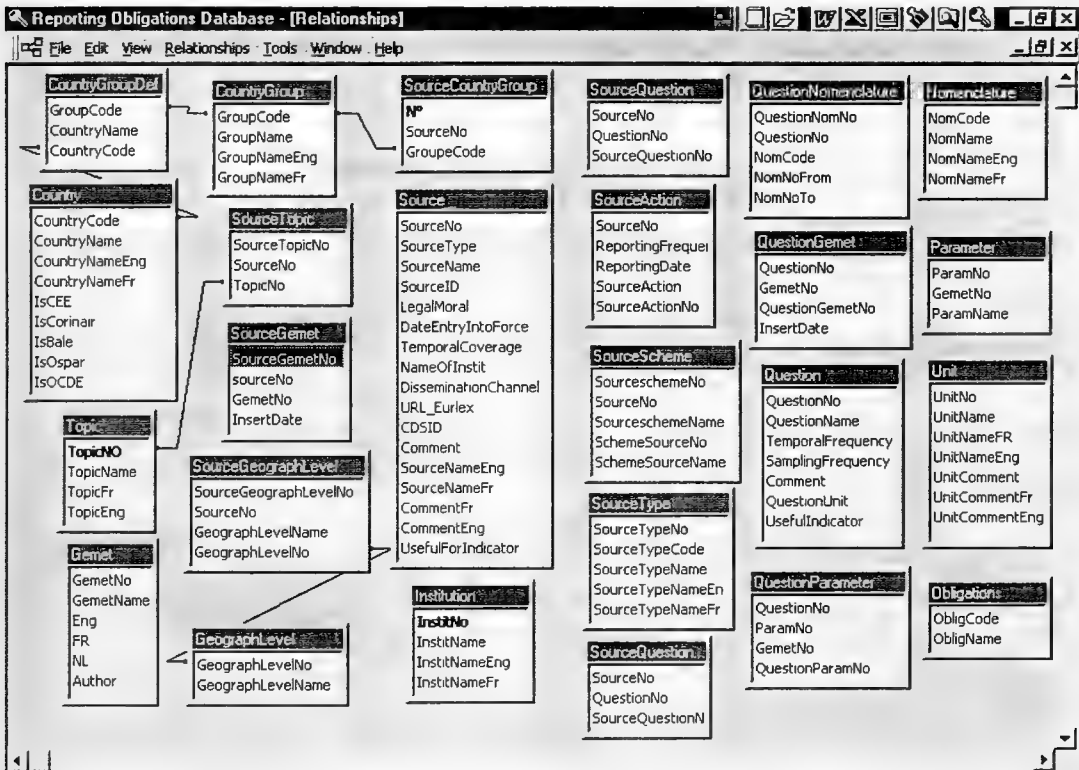 Reporting Obligations Database - [Relationships]
File Edit View Relationships Tools Window Help
CountryGroupDef
GroupCode
CountryName
CountryCode
CountryGroup
GroupCode
GroupName
GroupNameEng
GroupNameFr
SourceCountryGroup
N°
SourceNo
GroupeCode
SourceQuestion
SourceNo
QuestionNo
SourceQuestionNo
QuestionNomenclature
QuestionNomNo
QuestionNo
NomCode
NomNoFrom
NomNoTo
Nomenclature
NomCode
NomName
NomNameEng
NomNameFr
Country
CountryCode
CountryName
CountryNameEng
CountryNameFr
IsCEE
IsCorinair
IsBale
IsOspar
IsOCDE
SourceTopic
SourceTopicNo
SourceNo
TopicNo
Source
SourceNo
SourceType
SourceName
SourceID
LegalMoral
DateEntryIntoForce
TemporalCoverage
NameOfInstit
DisseminationChannel
URL_Eurlex
CDSID
Comment
SourceNameEng
SourceNameFr
CommentFr
CommentEng
UsefulForIndicator
SourceAction
SourceNo
ReportingFrequer
ReportingDate
SourceAction
SourceActionNo
QuestionGemet
QuestionNo
GemetNo
QuestionGemetNo
InsertDate
Parameter
ParamNo
GemetNo
ParamName
SourceGemet
SourceGemetNo
sourceNo
GemetNo
InsertDate
SourceScheme
SourceschemeNo
SourceNo
SourceschemeName
SchemeSourceNo
SchemeSourceName
Question
QuestionNo
QuestionName
TemporalFrequency
SamplingFrequency
Comment
QuestionUnit
UsefulIndicator
Unit
UnitNo
UnitName
UnitNameFR
UnitNameEng
UnitComment
UnitCommentFr
UnitCommentEng
Topic
TopicNO
TopicName
TopicFr
TopicEng
SourceGeographLevel
SourceGeographLevelNo
SourceNo
GeographLevelName
GeographLevelNo
SourceType
SourceTypeNo
SourceTypeCode
SourceTypeName
SourceTypeNameEn
SourceTypeNameFr
Gemet
GemetNo
GemetName
Eng
FR
NL
Author
GeographLevel
GeographLevelNo
GeographLevelName
Institution
InstitNo
InstitName
InstitNameEng
InstitNameFr
SourceQuestion
SourceNo
QuestionNo
SourceQuestionN
QuestionParameter
QuestionNo
ParamNo
GemetNo
QuestionParamNo
Obligations
ObligCode
ObligName